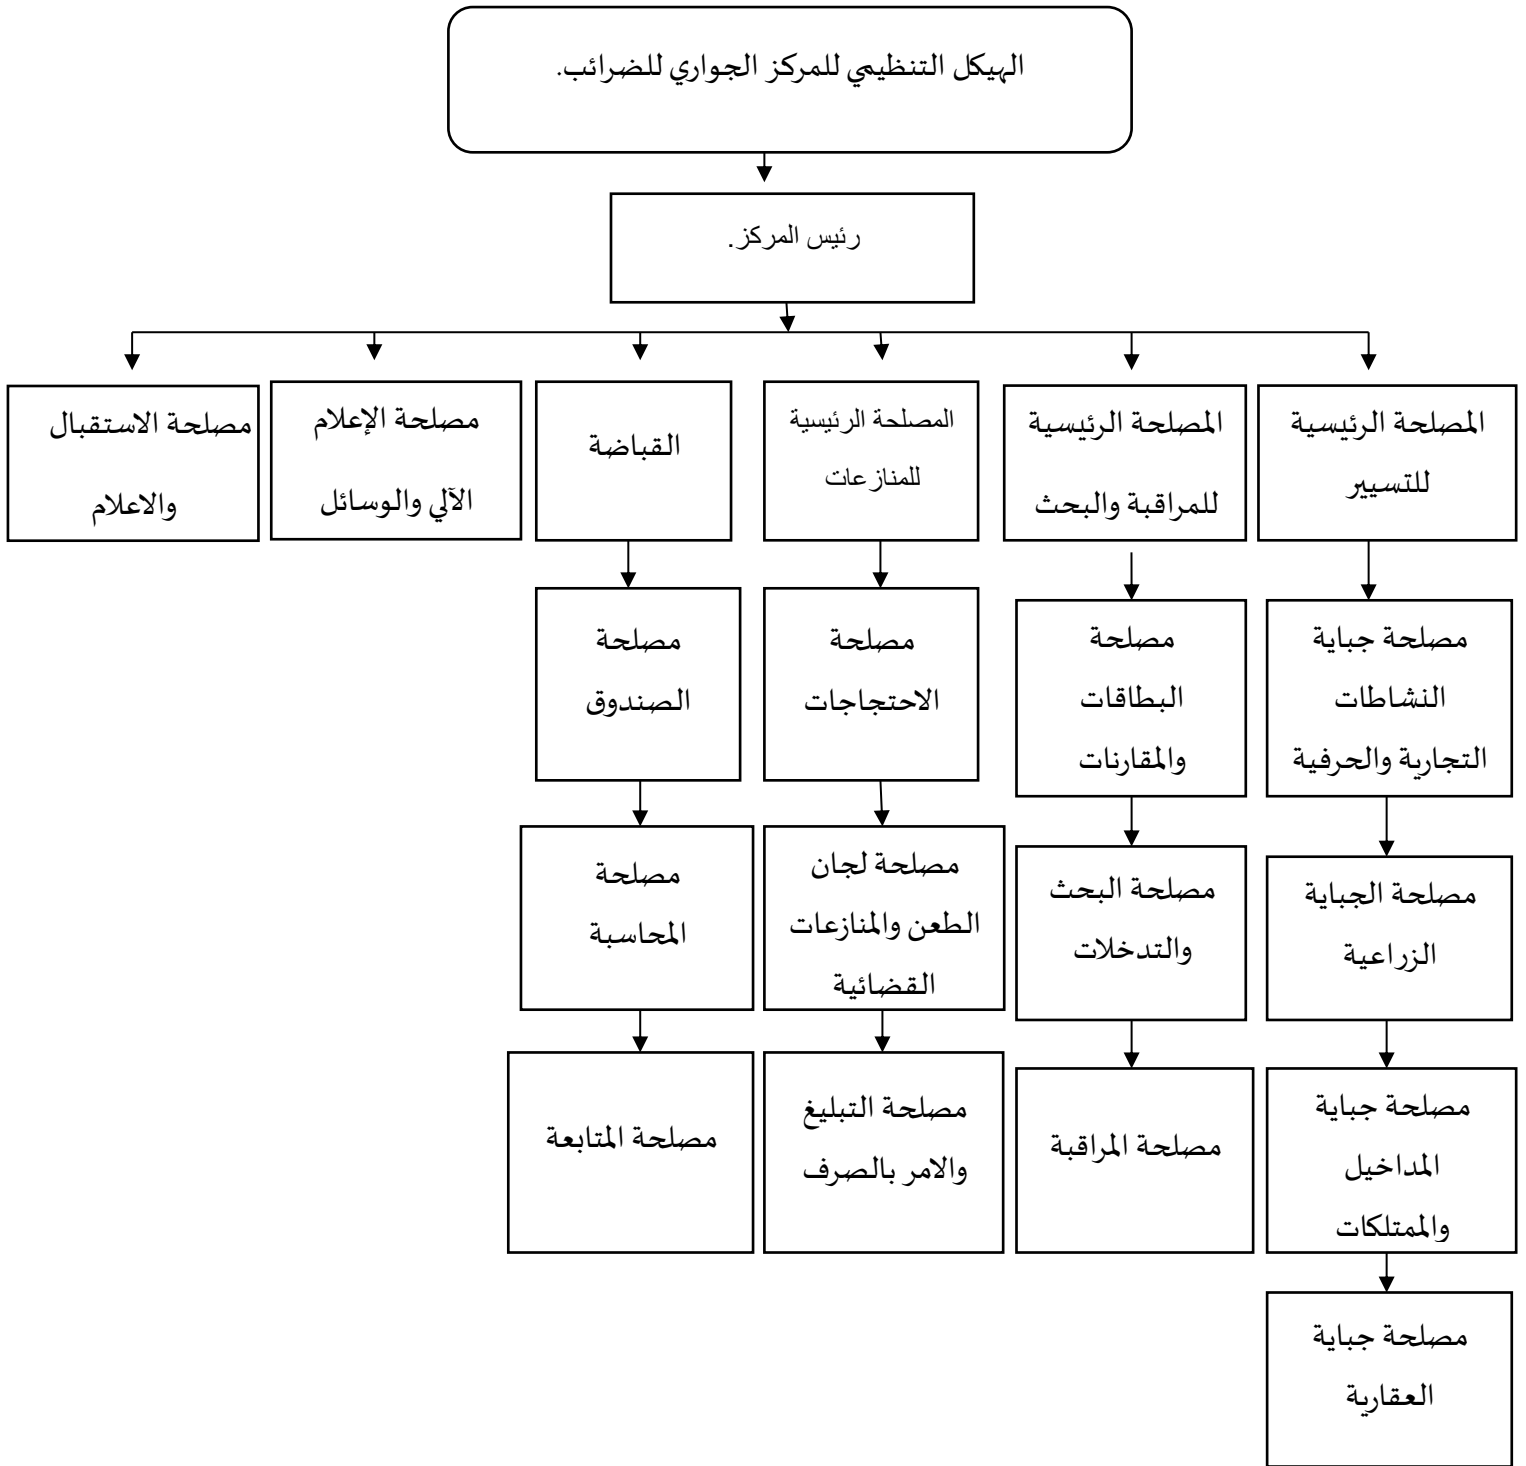 الهيكل التنظيمي للمركز الجواري للضرائب.
رئيس المركز.
المصلحة الرئيسية
للتسيير
المصلحة الرئيسية
للمراقبة والبحث
المصلحة الرئيسية
للمنازعات
القباضة
مصلحة الإعلام
الآلي والوسائل
مصلحة الاستقبال
والاعلام
مصلحة جباية
النشاطات
التجارية والحرفية
مصلحة
البطاقات
والمقارنات
مصلحة
الاحتجاجات
مصلحة
الصندوق
مصلحة الجباية
الزراعية
مصلحة البحث
والتدخلات
مصلحة لجان
الطعن والمنازعات
القضائية
مصلحة
المحاسبة
مصلحة جباية
المداخيل
والممتلكات
مصلحة المراقبة
مصلحة التبليغ
والامر بالصرف
مصلحة المتابعة
مصلحة جباية
العقارية